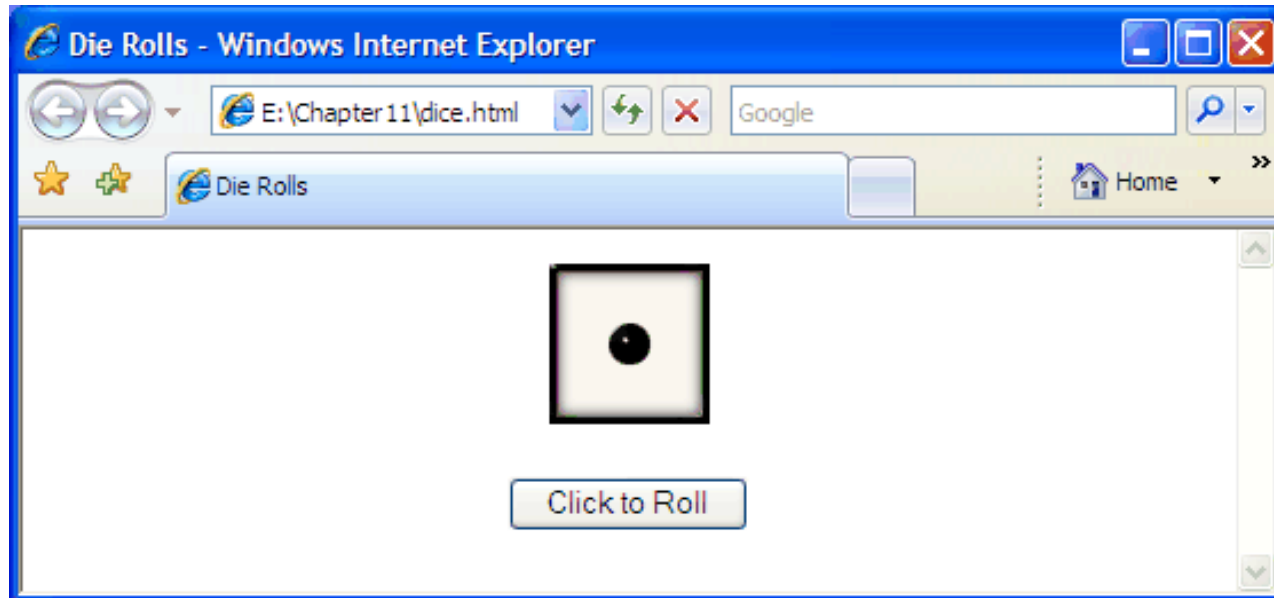 Die Rolls - Windows Internet Explorer
E:\Chapter11\dice.html
Google
Die Rolls
Home
Click to Roll